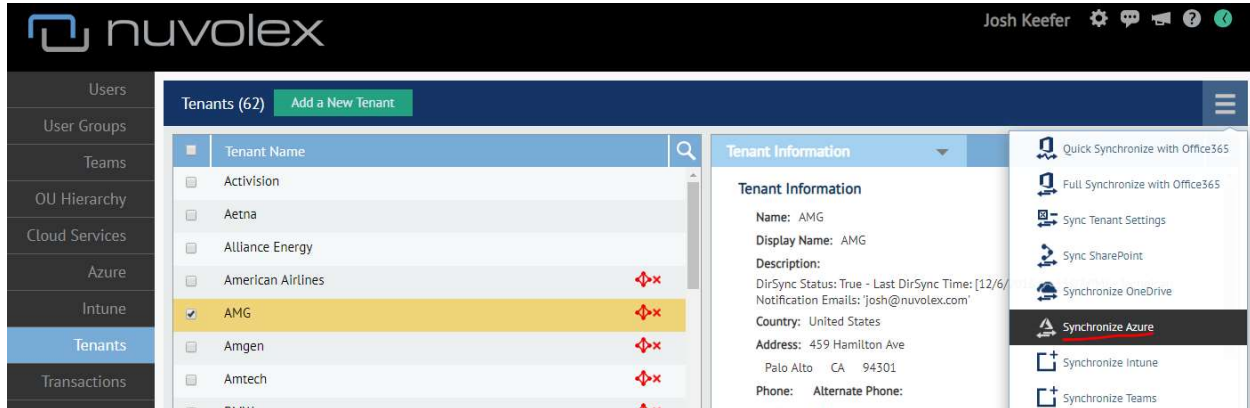 nuvolex
Josh Keefer
Users
User Groups
Teams
OU Hierarchy
Cloud Services
Azure
Intune
Tenants
Transactions
Tenants (62)
Add a New Tenant
Tenant Name
Activision
Aetna
Alliance Energy
American Airlines
AMG
Amgen
Amtech
Tenant Information
Tenant Information
Name: AMG
Display Name: AMG
Description:
DirSync Status: True - Last DirSync Time: [12/6/
Notification Emails: 'josh@nuvolex.com'
Country: United States
Address: 459 Hamilton Ave
Palo Alto CA 94301
Phone: Alternate Phone:
Quick Synchronize with Office365
Full Synchronize with Office365
Sync Tenant Settings
Sync SharePoint
Synchronize OneDrive
Synchronize Azure
Synchronize Intune
Synchronize Teams